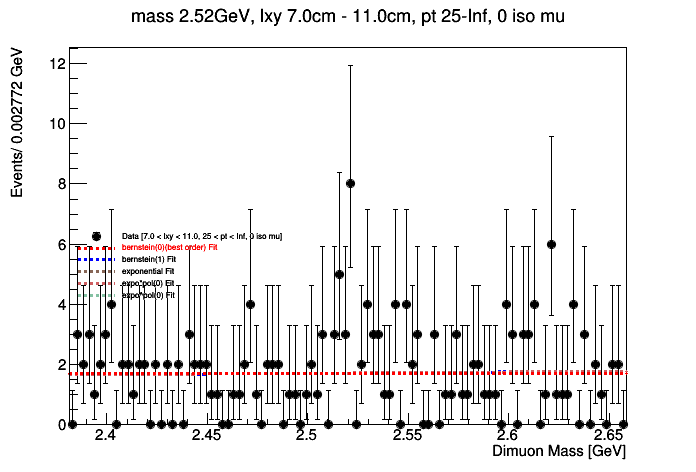 mass 2.52GeV, lxy 7.0cm - 11.0cm, pt 25-Inf, 0 iso mu
Events/ 0.002772 GeV
12
10
8
6
4
2
0
Data [7.0 < lxy < 11.0, 25 < pt < Inf, 0 iso mu]
bernstein(0)(best order) Fit
bernstein(1) Fit
exponential Fit
expo*pol(0) Fit
expo*pol(0) Fit
2.4 2.45 2.5 2.55 2.6 2.65
Dimuon Mass [GeV]